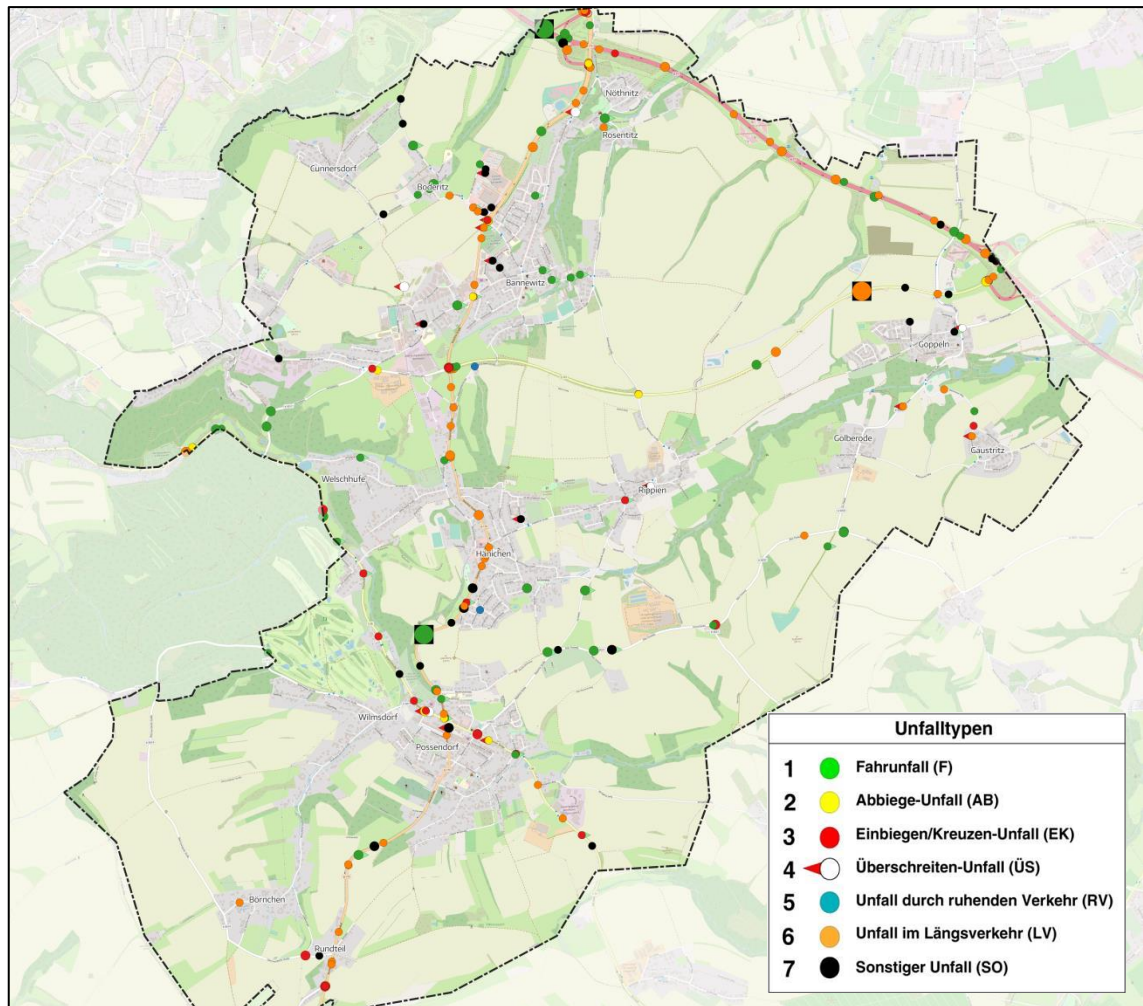 Nöthnitz
Rosentitz
Cunnersdorf
Boderitz
Bannewitz
Goppeln
Golberode
Gaustritz
Welschhufe
Rippien
Hänichen
Wilmsdorf
Possendorf
Börnchen
Rundteil
Unfalltypen
1 Fahrunfall (F)
2 Abbiege-Unfall (AB)
3 Einbiegen/Kreuzen-Unfall (EK)
4 Überschreiten-Unfall (ÜS)
5 Unfall durch ruhenden Verkehr (RV)
6 Unfall im Längsverkehr (LV)
7 Sonstiger Unfall (SO)